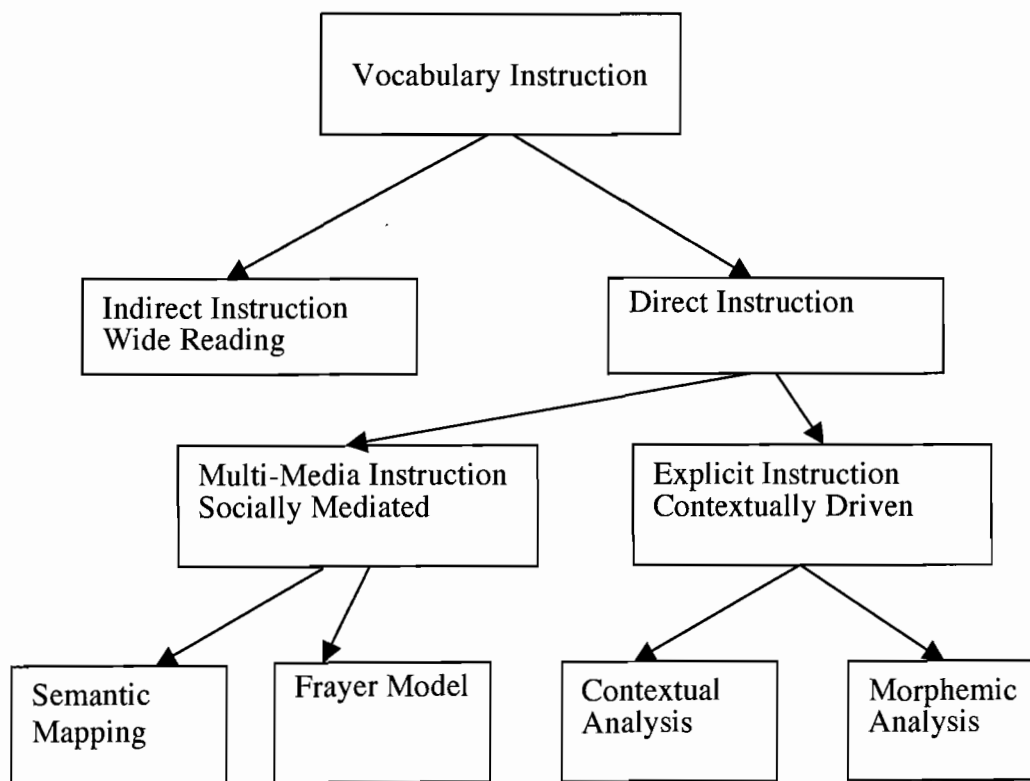 Vocabulary Instruction
Indirect Instruction
Wide Reading
Direct Instruction
Multi-Media Instruction
Socially Mediated
Explicit Instruction
Contextually Driven
Semantic
Mapping
Frayer Model
Contextual
Analysis
Morphemic
Analysis